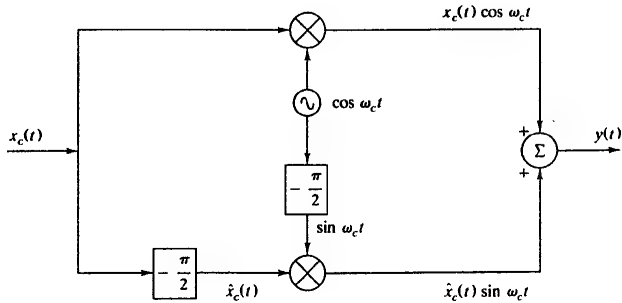 x_c(t) cos ω_c t
cos ω_c t
x_c(t)
+
Σ
+
y(t)
− π/2
sin ω_c t
− π/2
x̂_c(t)
x̂_c(t) sin ω_c t